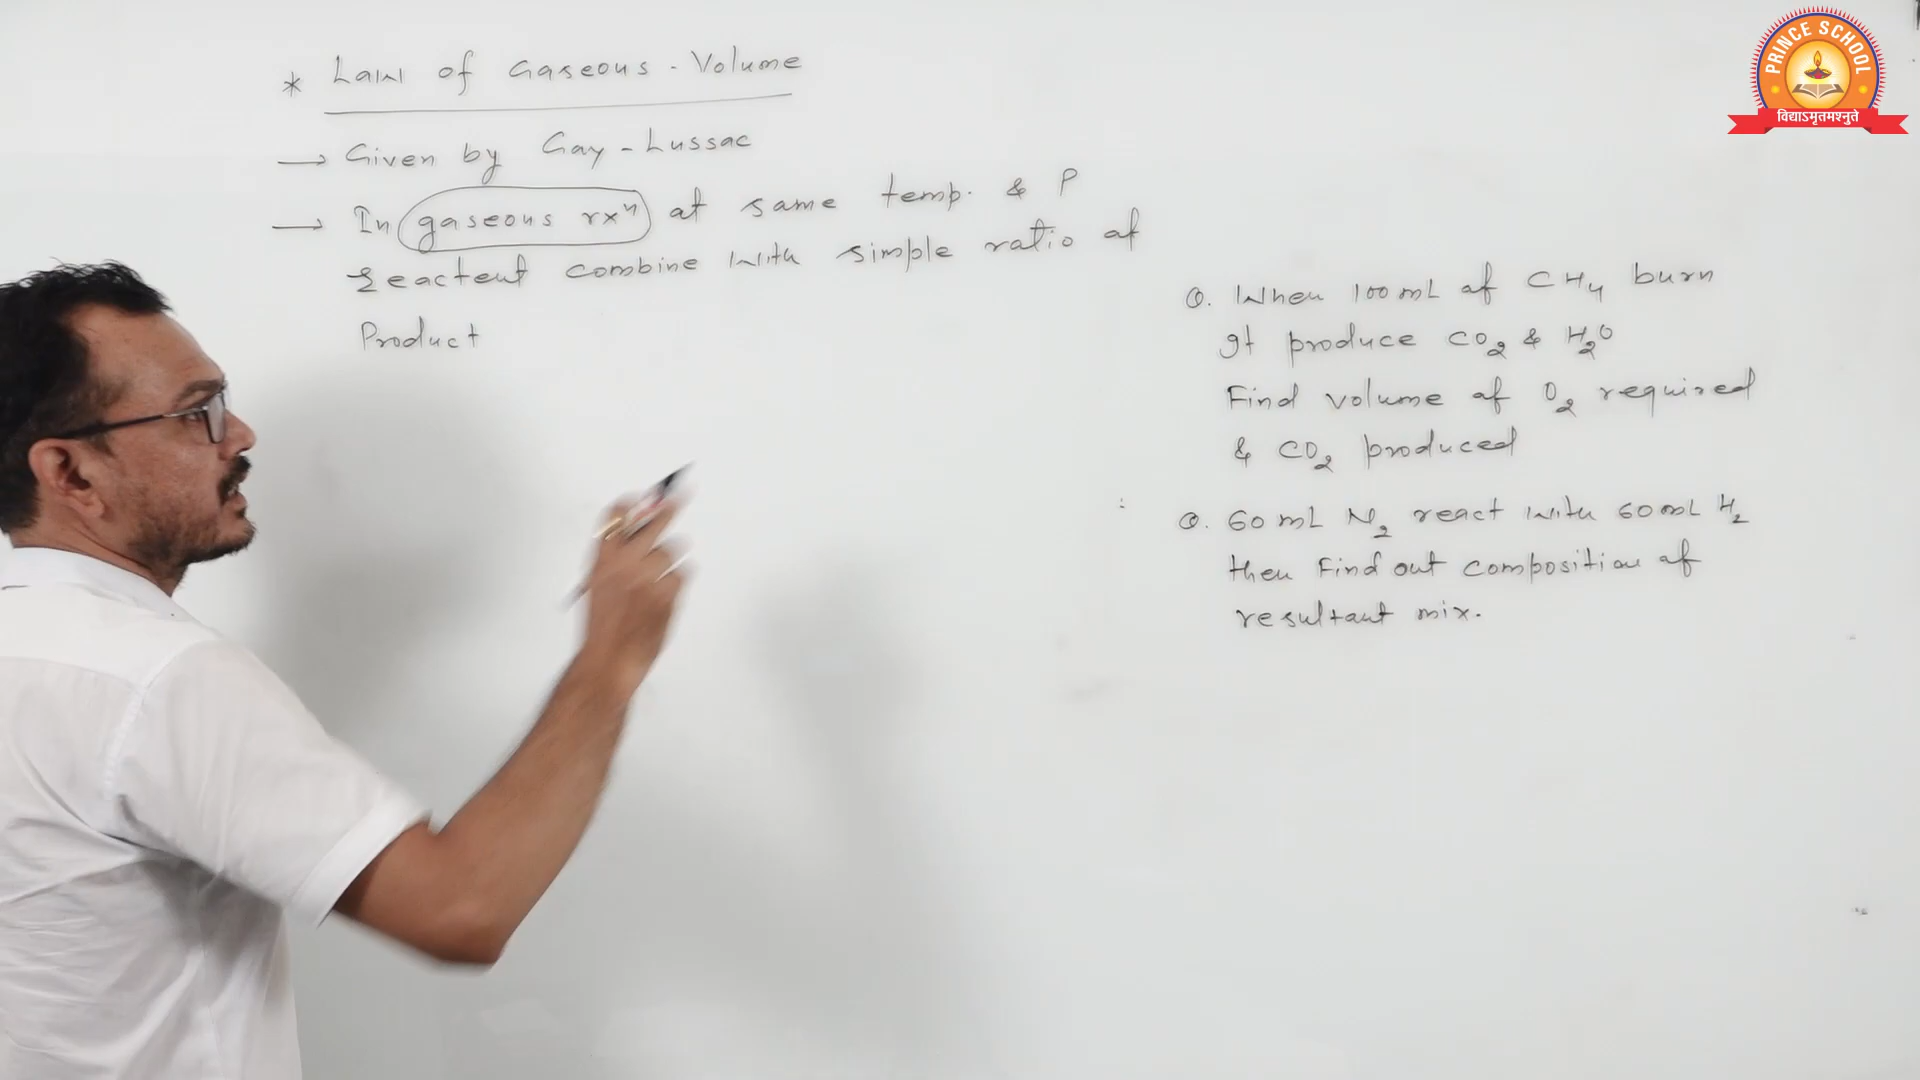 * Law of Gaseous - Volume
→ Given by Gay - Lussac
→ In gaseous rxⁿ at same temp. & P
reactent combine with simple ratio of
Product
Q. When 100 mL of CH₄ burn
It produce CO₂ & H₂O
Find volume of O₂ required
& CO₂ produced
Q. 60 mL N₂ react with 60 mL H₂
then find out composition of
resultant mix.
PRINCE SCHOOL
विद्याऽमृतमश्नुते